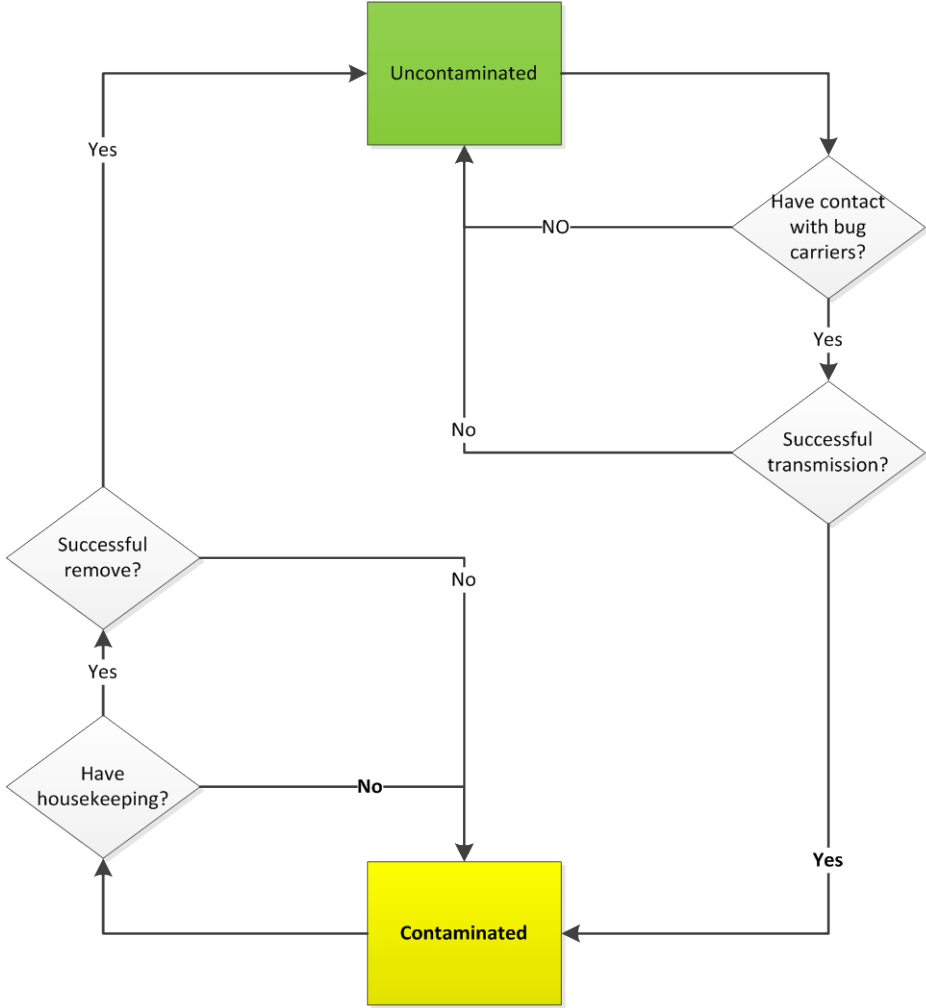 Uncontaminated
Yes
Have contact
with bug
carriers?
NO
Yes
No
Successful
transmission?
Successful
remove?
No
Yes
Have
housekeeping?
No
Yes
Contaminated